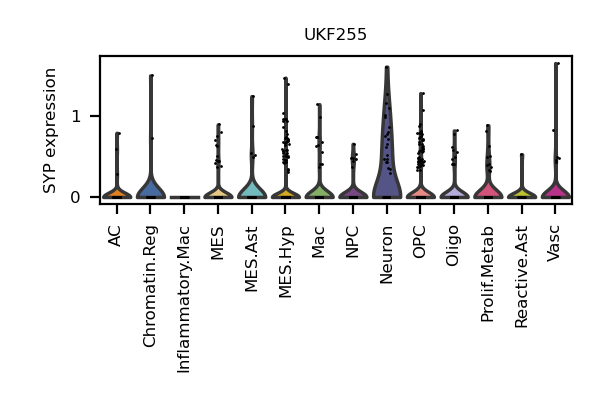 UKF255
SYP expression
1
0
AC
Chromatin.Reg
Inflammatory.Mac
MES
MES.Ast
MES.Hyp
Mac
NPC
Neuron
OPC
Oligo
Prolif.Metab
Reactive.Ast
Vasc